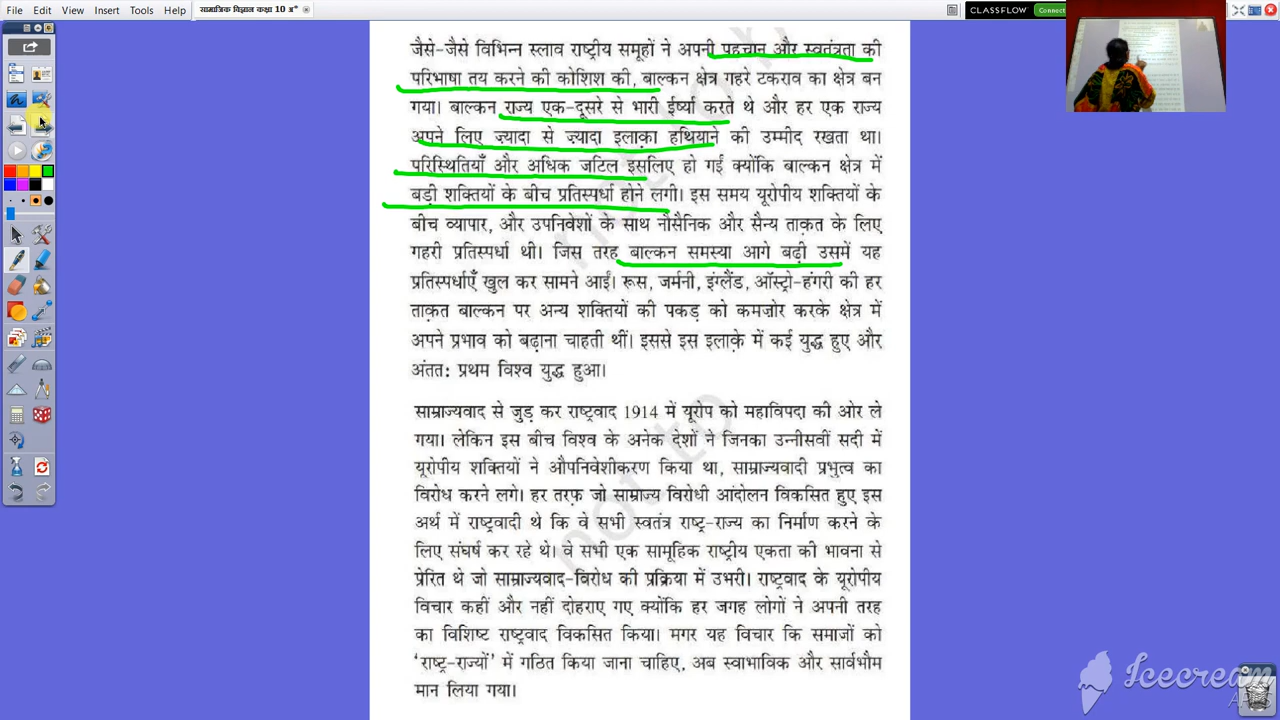 File Edit View Insert Tools Help सामाजिक विज्ञान कक्षा 10 अ* CLASSFLOW Connect
जैसे-जैसे विभिन्न स्लाव राष्ट्रीय समूहों ने अपनी पहचान और स्वतंत्रता की
परिभाषा तय करने की कोशिश की, बाल्कन क्षेत्र गहरे टकराव का क्षेत्र बन
गया। बाल्कन राज्य एक-दूसरे से भारी ईर्ष्या करते थे और हर एक राज्य
अपने लिए ज़्यादा से ज़्यादा इलाक़ा हथियाने की उम्मीद रखता था।
परिस्थितियाँ और अधिक जटिल इसलिए हो गईं क्योंकि बाल्कन क्षेत्र में
बड़ी शक्तियों के बीच प्रतिस्पर्धा होने लगी। इस समय यूरोपीय शक्तियों के
बीच व्यापार, और उपनिवेशों के साथ नौसैनिक और सैन्य ताक़त के लिए
गहरी प्रतिस्पर्धा थी। जिस तरह बाल्कन समस्या आगे बढ़ी उसमें यह
प्रतिस्पर्धाएँ खुल कर सामने आईं। रूस, जर्मनी, इंग्लैंड, ऑस्ट्रो-हंगरी की हर
ताक़त बाल्कन पर अन्य शक्तियों की पकड़ को कमज़ोर करके क्षेत्र में
अपने प्रभाव को बढ़ाना चाहती थीं। इससे इस इलाक़े में कई युद्ध हुए और
अंततः प्रथम विश्व युद्ध हुआ।
साम्राज्यवाद से जुड़ कर राष्ट्रवाद 1914 में यूरोप को महाविपदा की ओर ले
गया। लेकिन इस बीच विश्व के अनेक देशों ने जिनका उन्नीसवीं सदी में
यूरोपीय शक्तियों ने औपनिवेशीकरण किया था, साम्राज्यवादी प्रभुत्व का
विरोध करने लगे। हर तरफ़ जो साम्राज्य विरोधी आंदोलन विकसित हुए इस
अर्थ में राष्ट्रवादी थे कि वे सभी स्वतंत्र राष्ट्र-राज्य का निर्माण करने के
लिए संघर्ष कर रहे थे। वे सभी एक सामूहिक राष्ट्रीय एकता की भावना से
प्रेरित थे जो साम्राज्यवाद-विरोध की प्रक्रिया में उभरी। राष्ट्रवाद के यूरोपीय
विचार कहीं और नहीं दोहराए गए क्योंकि हर जगह लोगों ने अपनी तरह
का विशिष्ट राष्ट्रवाद विकसित किया। मगर यह विचार कि समाजों को
'राष्ट्र-राज्यों' में गठित किया जाना चाहिए, अब स्वाभाविक और सार्वभौम
मान लिया गया।
Icecream